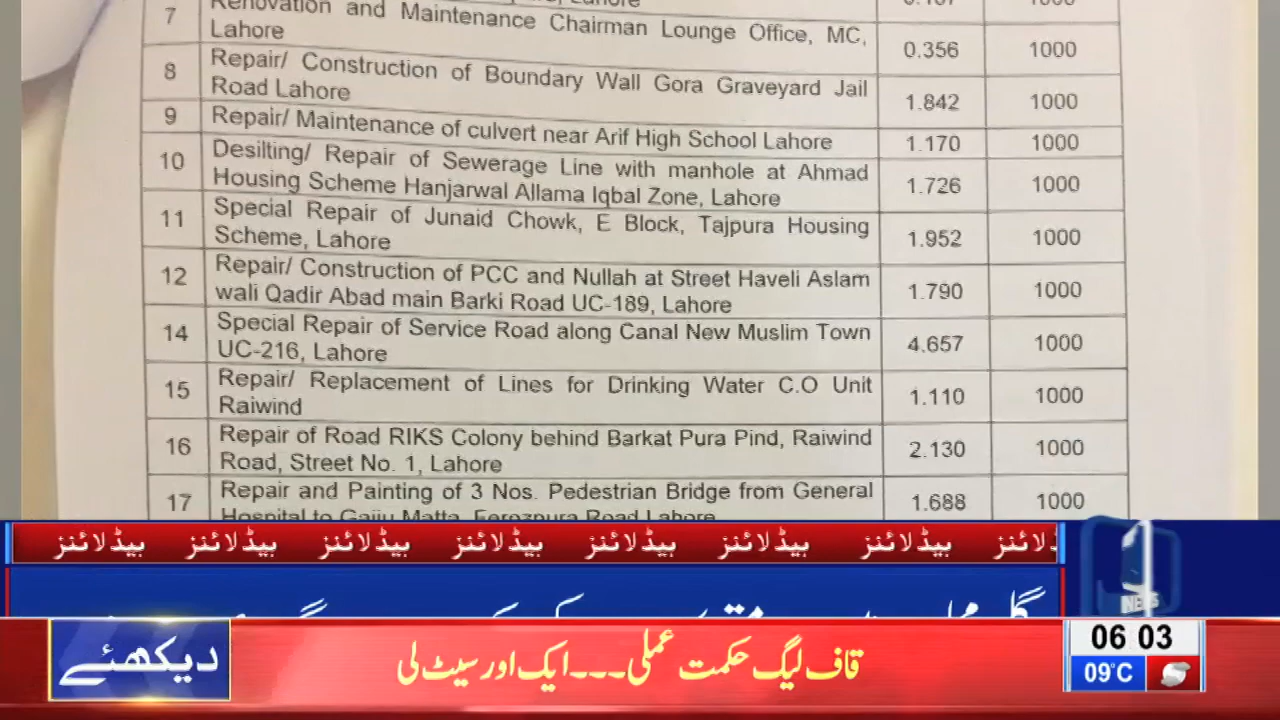 7 Renovation and Maintenance Chairman Lounge Office, MC, 0.356 1000
Lahore
8 Repair/ Construction of Boundary Wall Gora Graveyard Jail 1.842 1000
Road Lahore
9 Repair/ Maintenance of culvert near Arif High School Lahore 1.170 1000
10 Desilting/ Repair of Sewerage Line with manhole at Ahmad 1.726 1000
Housing Scheme Hanjarwal Allama Iqbal Zone, Lahore
11 Special Repair of Junaid Chowk, E Block, Tajpura Housing 1.952 1000
Scheme, Lahore
12 Repair/ Construction of PCC and Nullah at Street Haveli Aslam 1.790 1000
wali Qadir Abad main Barki Road UC-189, Lahore
14 Special Repair of Service Road along Canal New Muslim Town 4.657 1000
UC-216, Lahore
15 Repair/ Replacement of Lines for Drinking Water C.O Unit 1.110 1000
Raiwind
16 Repair of Road RIKS Colony behind Barkat Pura Pind, Raiwind 2.130 1000
Road, Street No. 1, Lahore
17 Repair and Painting of 3 Nos. Pedestrian Bridge from General 1.688 1000
Hospital to Gajju Matta, Ferozpura Road Lahore
ہیڈلائنز ہیڈلائنز ہیڈلائنز ہیڈلائنز ہیڈلائنز ہیڈلائنز ہیڈلائنز
NEWS
دیکھئے
قاف لیگ حکمت عملی۔۔۔ایک اور سیٹ لی
06 03
09°C